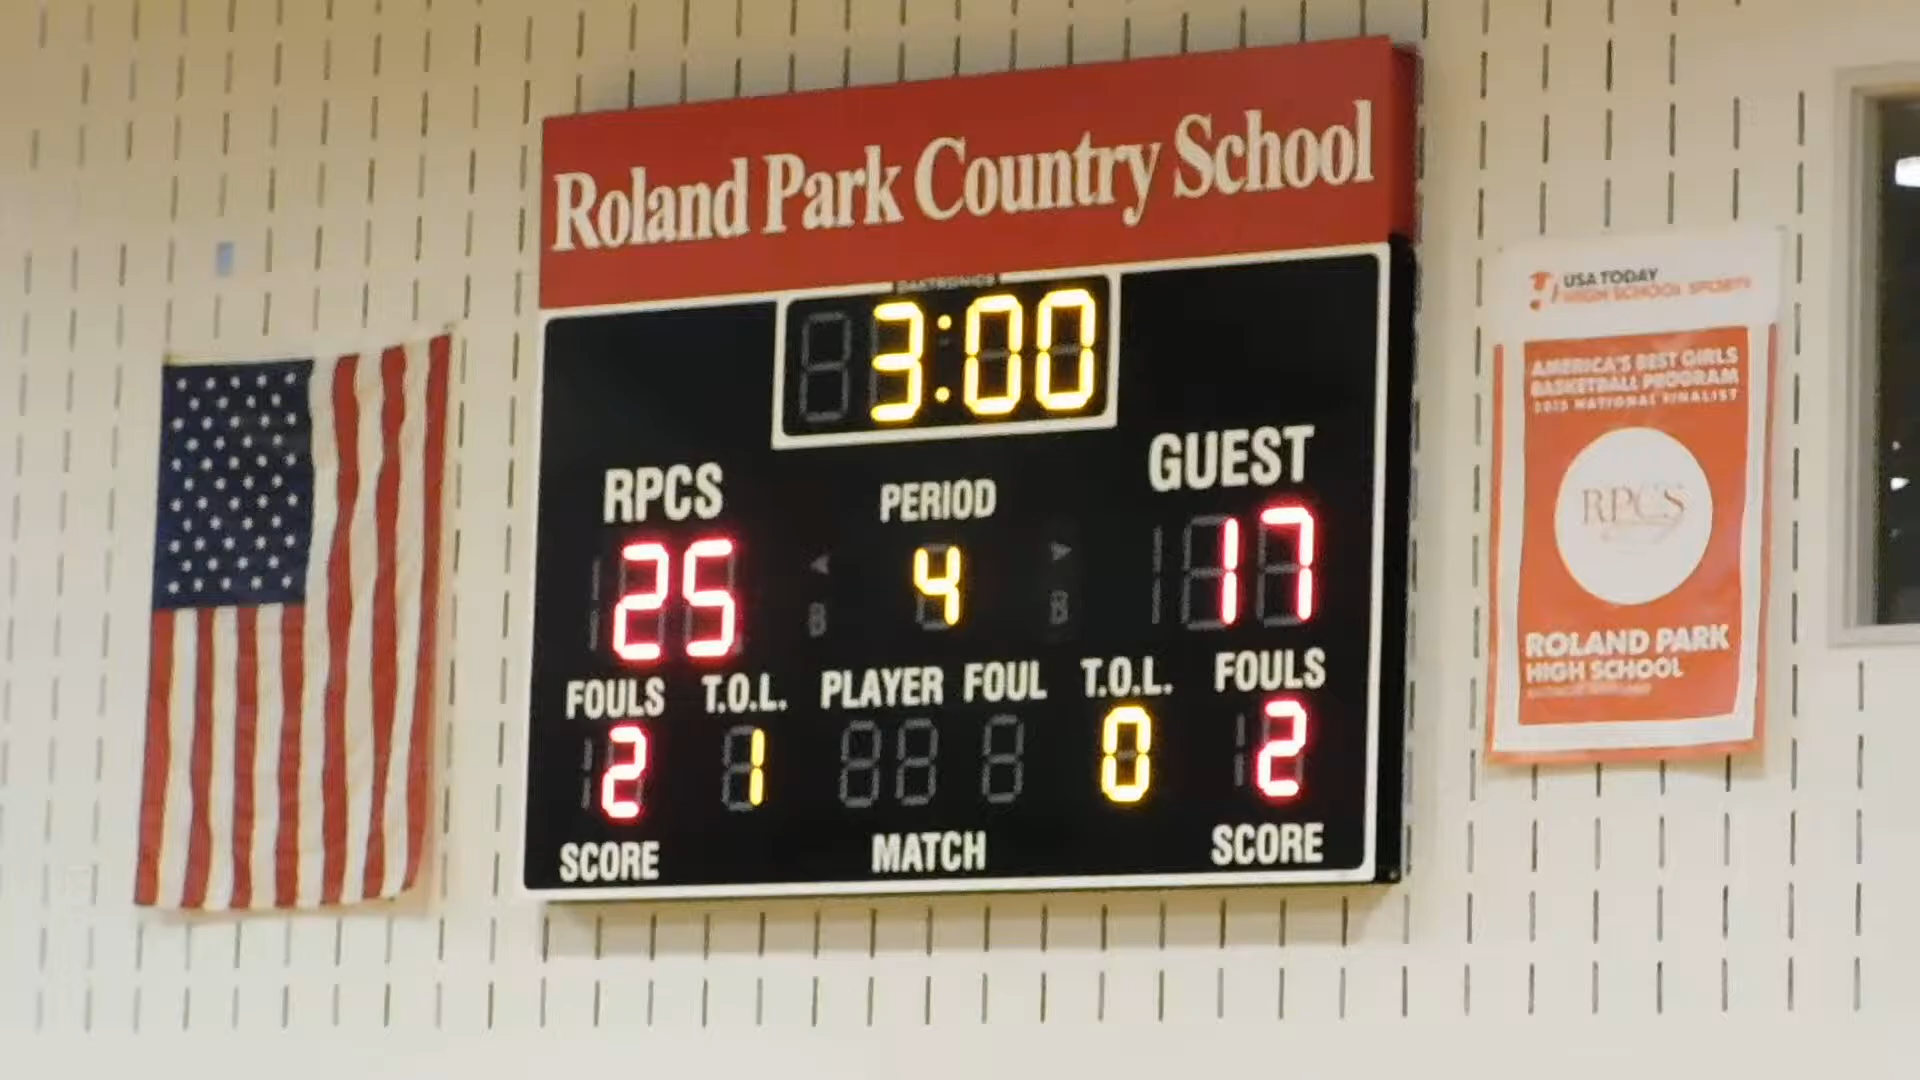 Roland Park Country School
DAKTRONICS
3:00
RPCS PERIOD GUEST
25 4 17
B B
FOULS T.O.L. PLAYER FOUL T.O.L. FOULS
2 1 0 2
SCORE MATCH SCORE
USA TODAY
HIGH SCHOOL SPORTS
AMERICA'S BEST GIRLS
BASKETBALL PROGRAM
2015 NATIONAL FINALIST
RPCS
ROLAND PARK
HIGH SCHOOL